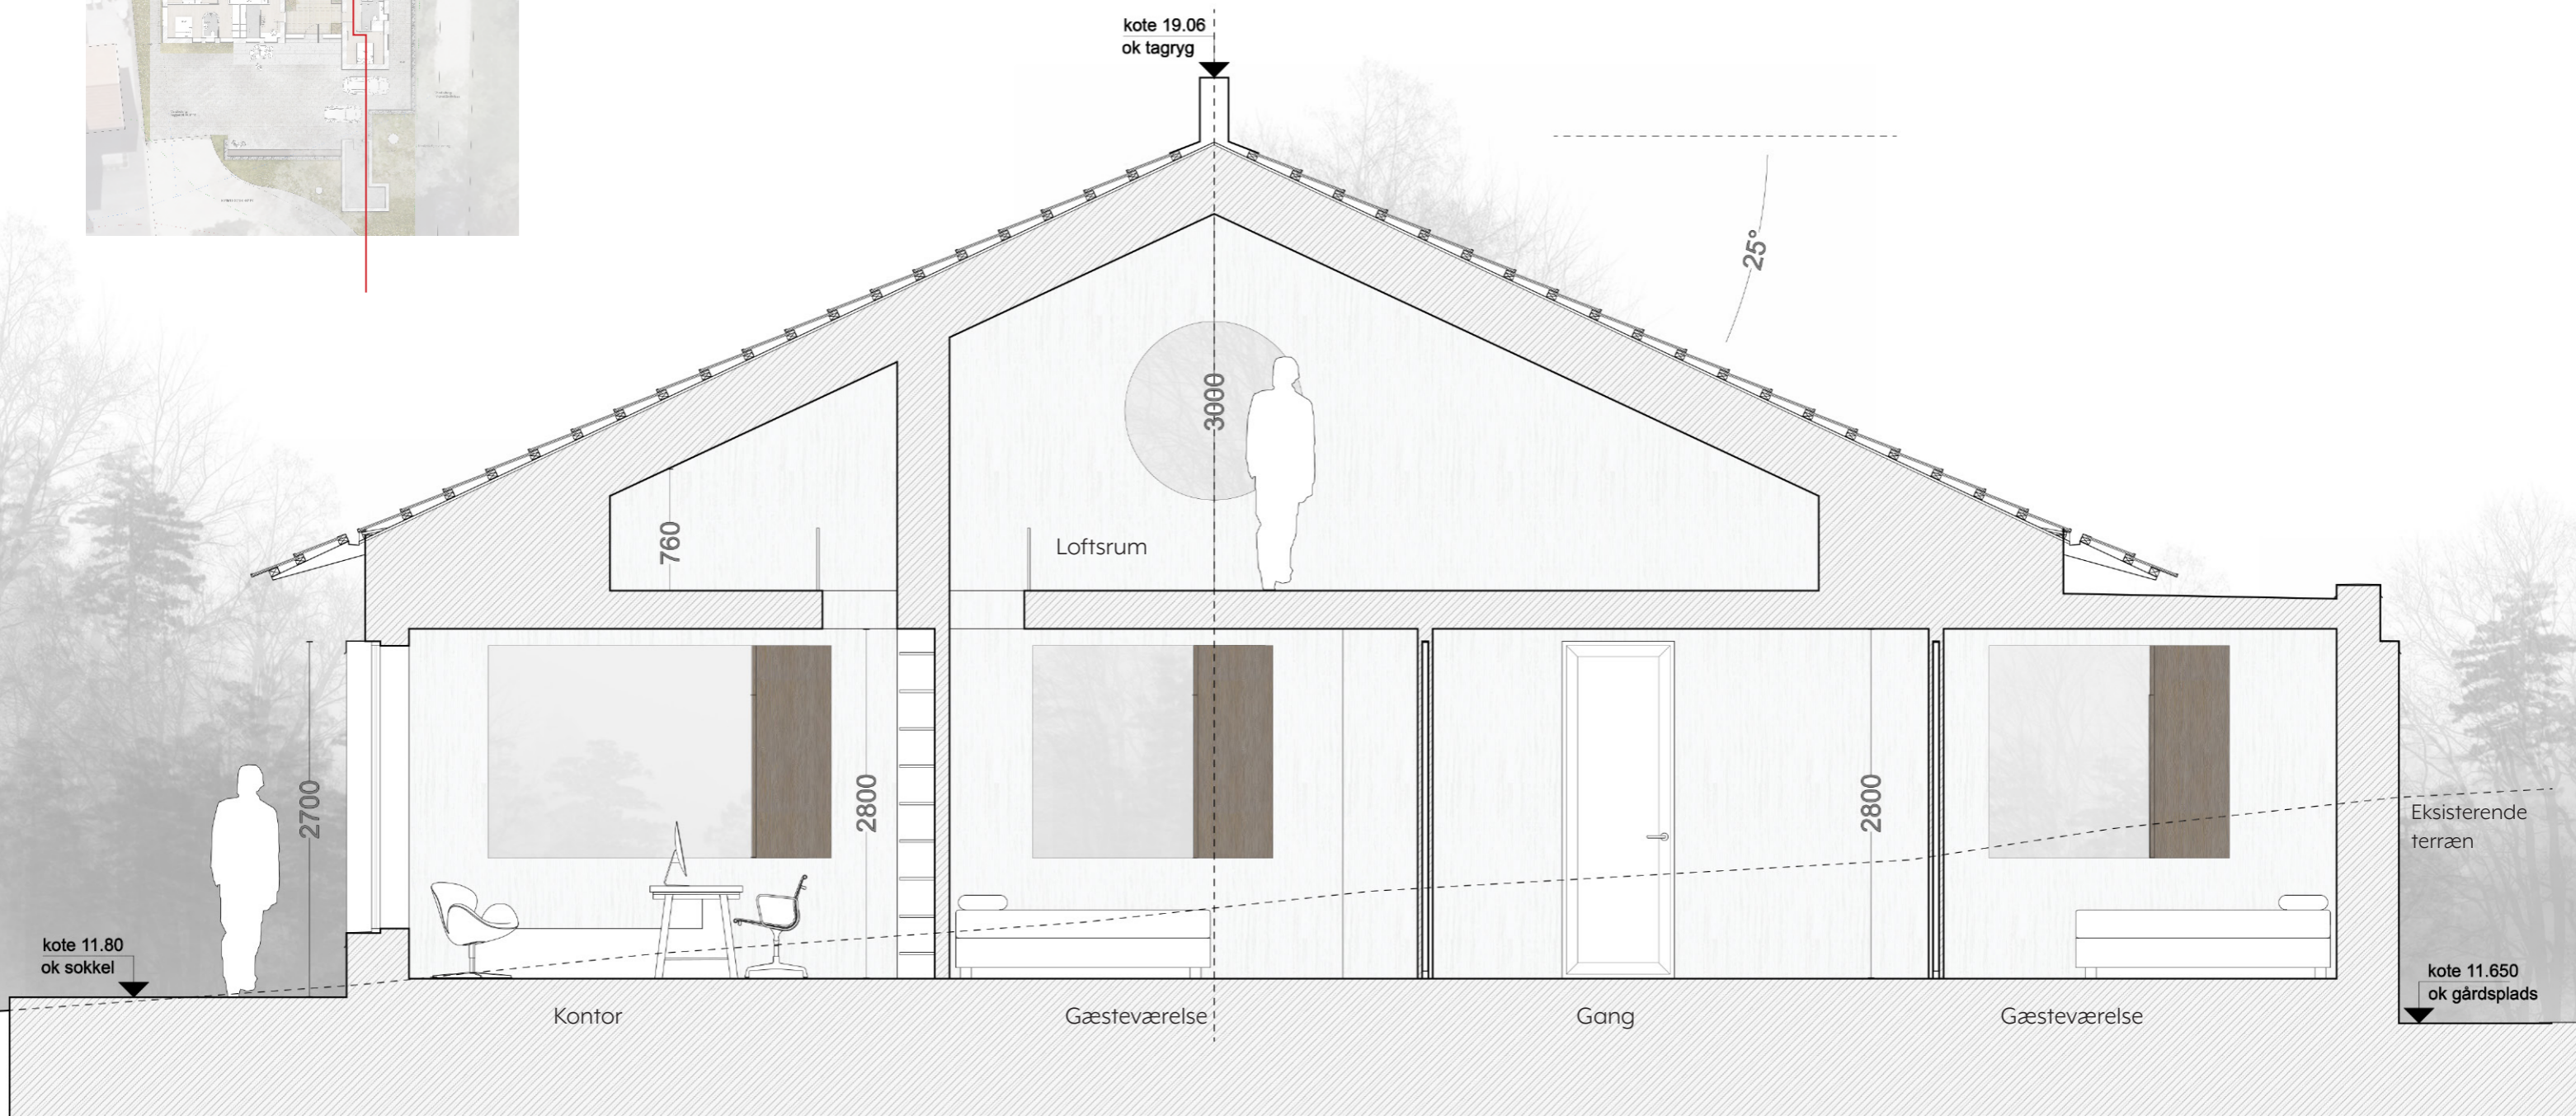 kote 19.06
ok tagryg
25°
3000
760
Loftsrum
2700
2800
2800
Eksisterende
terræn
kote 11.80
ok sokkel
kote 11.650
ok gårdsplads
Kontor
Gæsteværelse
Gang
Gæsteværelse